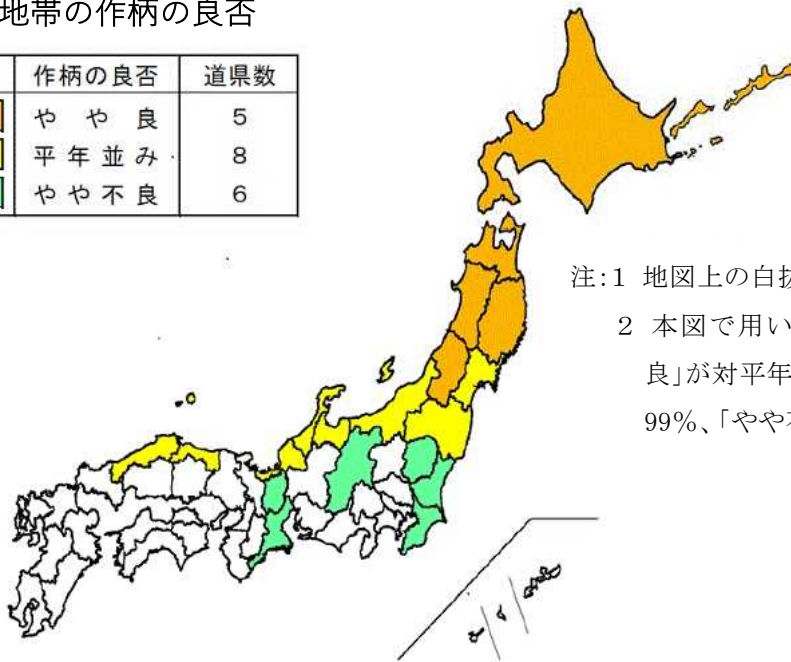 地帯の作柄の良否
作柄の良否 道県数
や や 良 5
平年並み 8
やや不良 6
注:1 地図上の白抜
2 本図で用い
良」が対平年
99%、「やや不